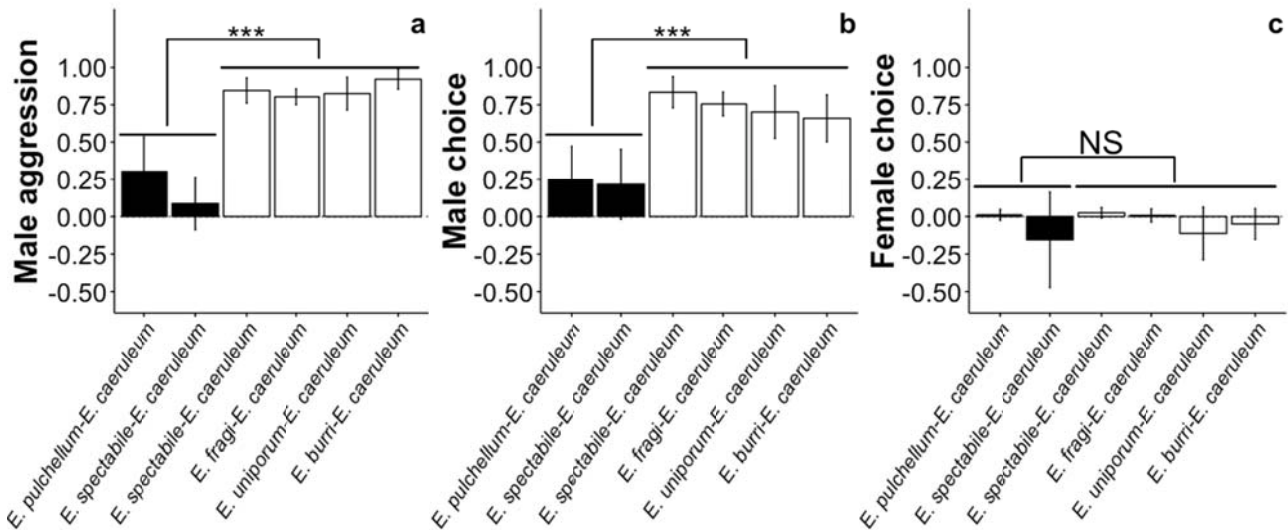 a
***
Male aggression
1.00
0.75
0.50
0.25
0.00
-0.25
-0.50
E. pulchellum-E. caeruleum
E. spectabile-E. caeruleum
E. spectabile-E. caeruleum
E. fragi-E. caeruleum
E. uniporum-E. caeruleum
E. burri-E. caeruleum
b
***
Male choice
1.00
0.75
0.50
0.25
0.00
-0.25
-0.50
E. pulchellum-E. caeruleum
E. spectabile-E. caeruleum
E. spectabile-E. caeruleum
E. fragi-E. caeruleum
E. uniporum-E. caeruleum
E. burri-E. caeruleum
c
NS
Female choice
1.00
0.75
0.50
0.25
0.00
-0.25
-0.50
E. pulchellum-E. caeruleum
E. spectabile-E. caeruleum
E. spectabile-E. caeruleum
E. fragi-E. caeruleum
E. uniporum-E. caeruleum
E. burri-E. caeruleum